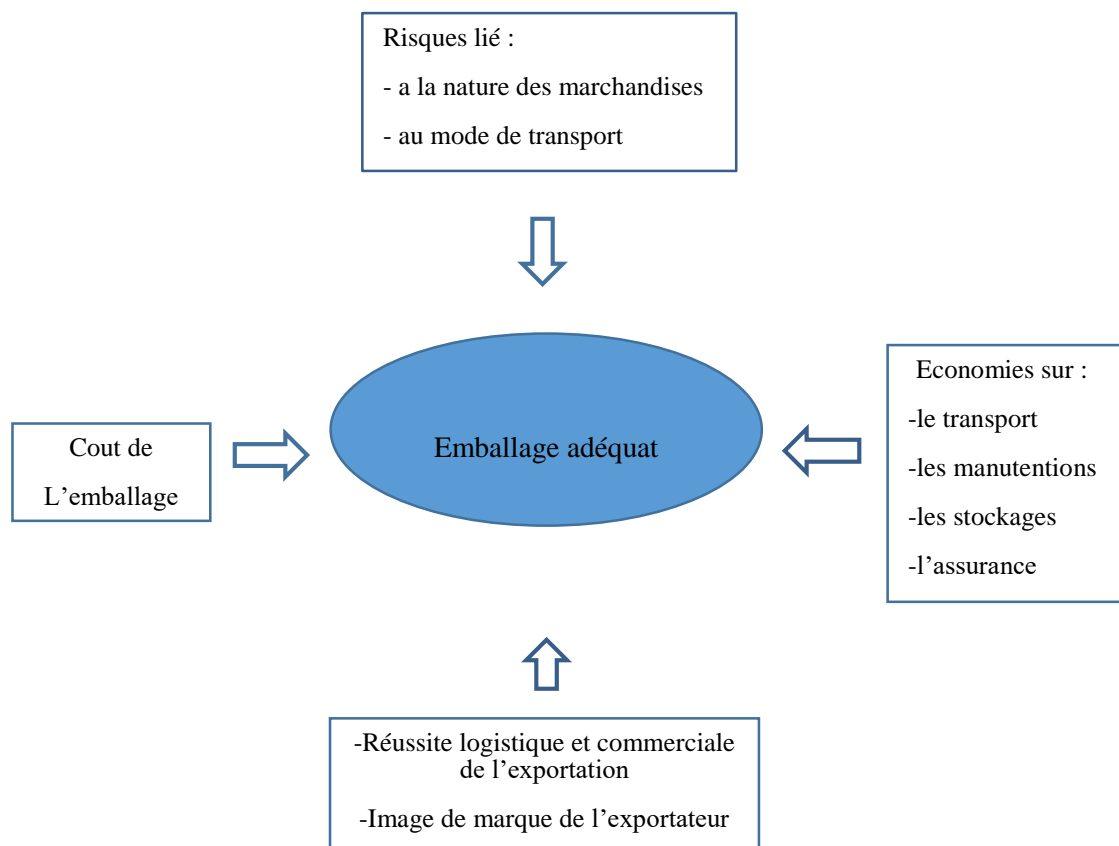 Risques lié :
- a la nature des marchandises
- au mode de transport
Cout de
L’emballage
Emballage adéquat
Economies sur :
-le transport
-les manutentions
-les stockages
-l’assurance
-Réussite logistique et commerciale
de l’exportation
-Image de marque de l’exportateur